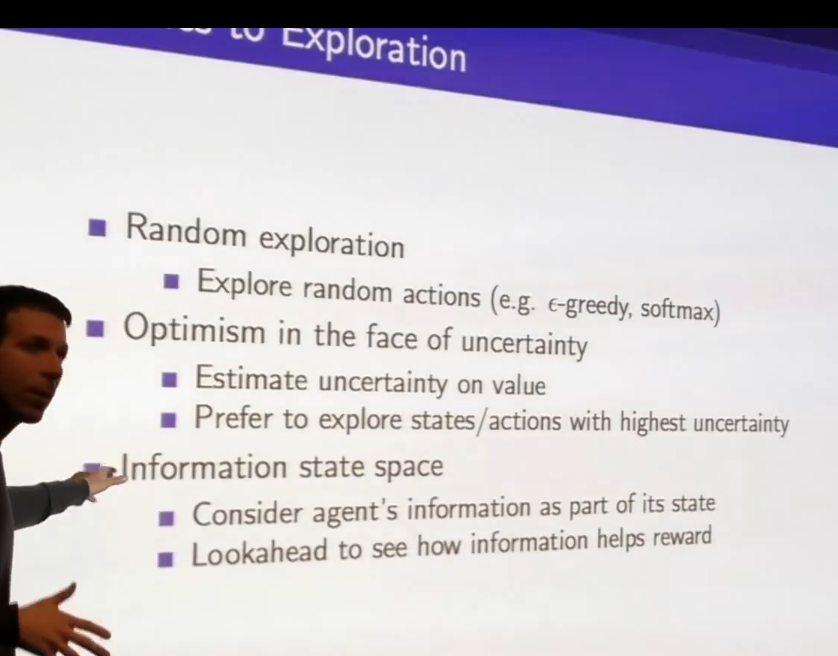 to Exploration
Random exploration
Explore random actions (e.g. ϵ-greedy, softmax)
Optimism in the face of uncertainty
Estimate uncertainty on value
Prefer to explore states/actions with highest uncertainty
Information state space
Consider agent's information as part of its state
Lookahead to see how information helps reward